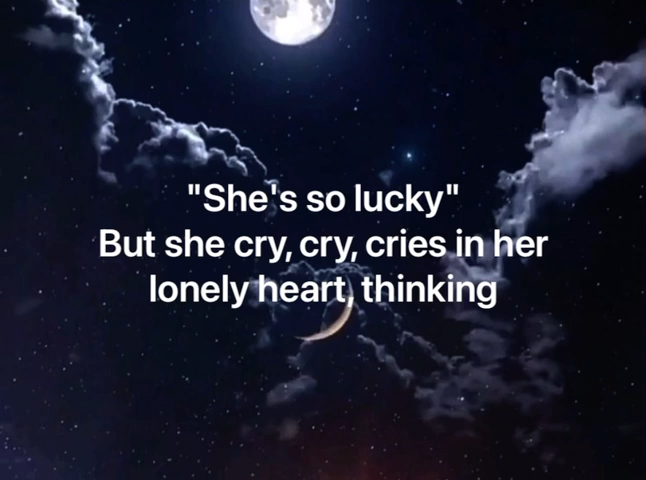 "She's so lucky"
But she cry, cry, cries in her
lonely heart, thinking